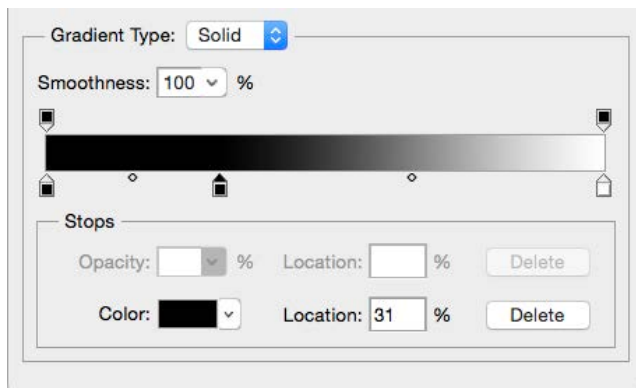 Gradient Type: Solid
Smoothness: 100 %
Stops
Opacity: % Location: % Delete
Color: Location: 31 % Delete